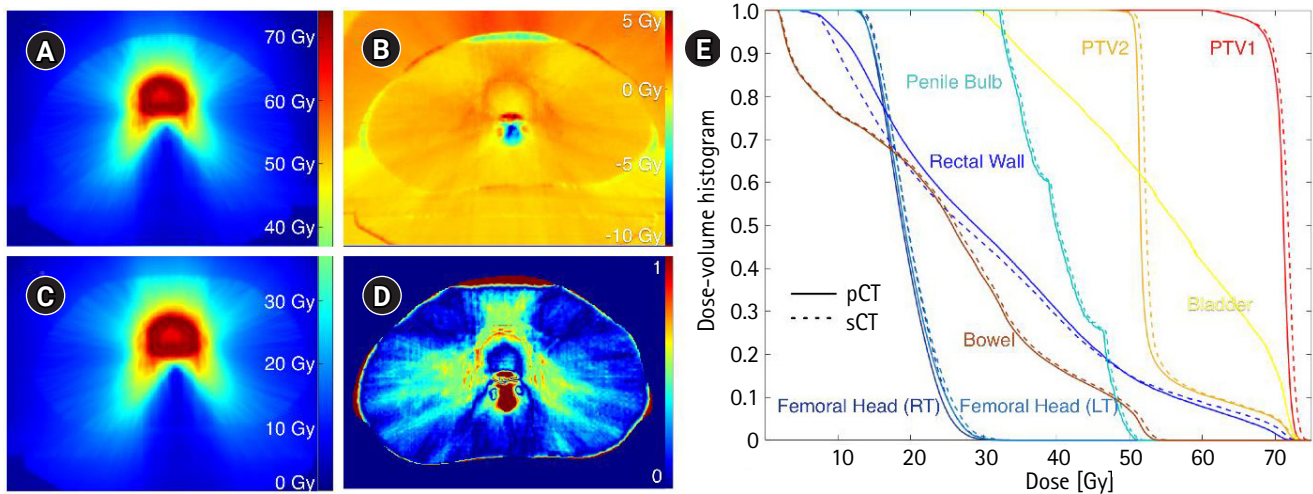 A
70 Gy
60 Gy
50 Gy
40 Gy
B
5 Gy
0 Gy
-5 Gy
-10 Gy
C
30 Gy
20 Gy
10 Gy
0 Gy
D
1
0
E
Dose-volume histogram
1.0
0.9
0.8
0.7
0.6
0.5
0.4
0.3
0.2
0.1
0
PTV2
PTV1
Penile Bulb
Rectal Wall
Bladder
pCT
sCT
Bowel
Femoral Head (RT)
Femoral Head (LT)
10
20
30
40
50
60
70
Dose [Gy]